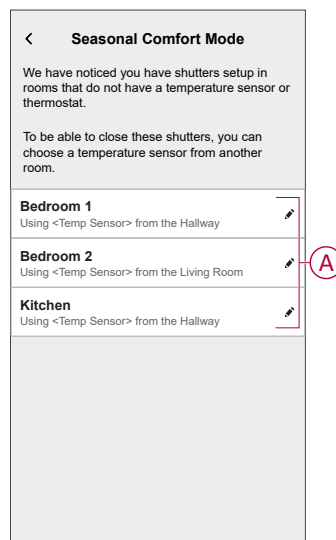 Seasonal Comfort Mode
We have noticed you have shutters setup in
rooms that do not have a temperature sensor or
thermostat.
To be able to close these shutters, you can
choose a temperature sensor from another
room.
Bedroom 1
Using <Temp Sensor> from the Hallway
Bedroom 2
Using <Temp Sensor> from the Living Room
A
Kitchen
Using <Temp Sensor> from the Hallway